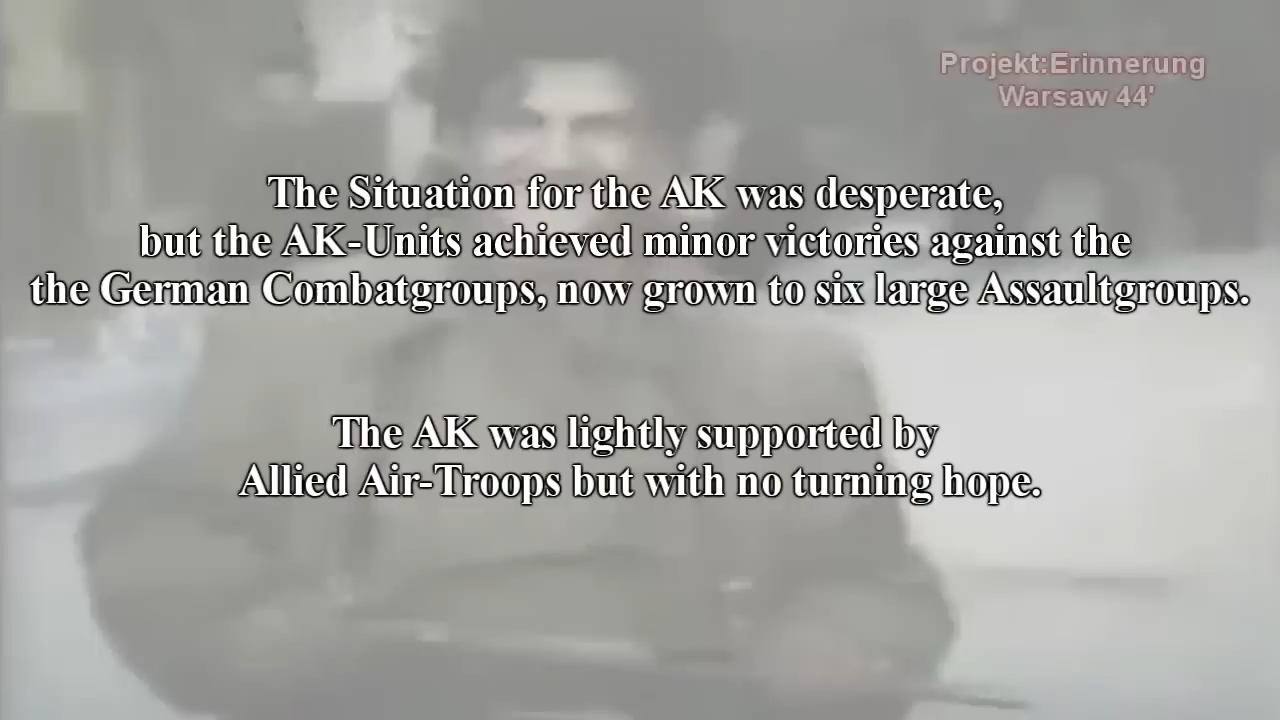 Projekt:Erinnerung
Warsaw 44'
The Situation for the AK was desperate,
but the AK-Units achieved minor victories against the
the German Combatgroups, now grown to six large Assaultgroups.
The AK was lightly supported by
Allied Air-Troops but with no turning hope.